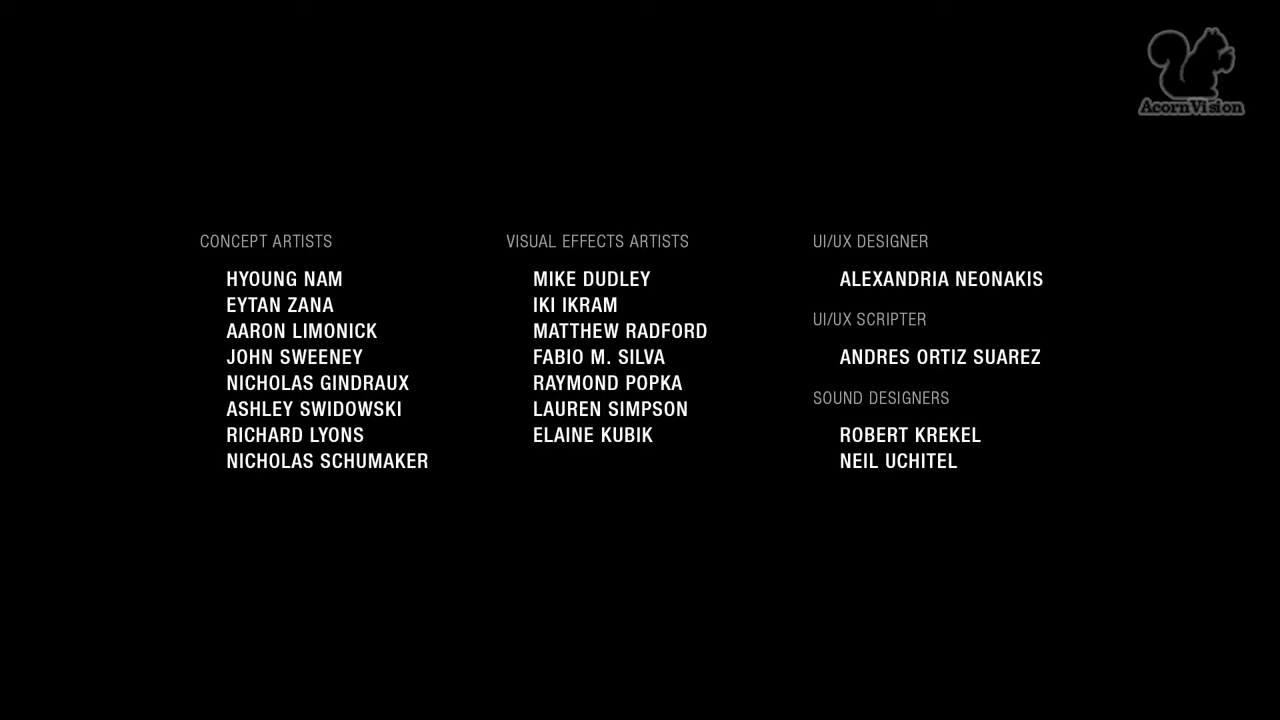 AcornVision
CONCEPT ARTISTS
HYOUNG NAM
EYTAN ZANA
AARON LIMONICK
JOHN SWEENEY
NICHOLAS GINDRAUX
ASHLEY SWIDOWSKI
RICHARD LYONS
NICHOLAS SCHUMAKER
VISUAL EFFECTS ARTISTS
MIKE DUDLEY
IKI IKRAM
MATTHEW RADFORD
FABIO M. SILVA
RAYMOND POPKA
LAUREN SIMPSON
ELAINE KUBIK
UI/UX DESIGNER
ALEXANDRIA NEONAKIS
UI/UX SCRIPTER
ANDRES ORTIZ SUAREZ
SOUND DESIGNERS
ROBERT KREKEL
NEIL UCHITEL